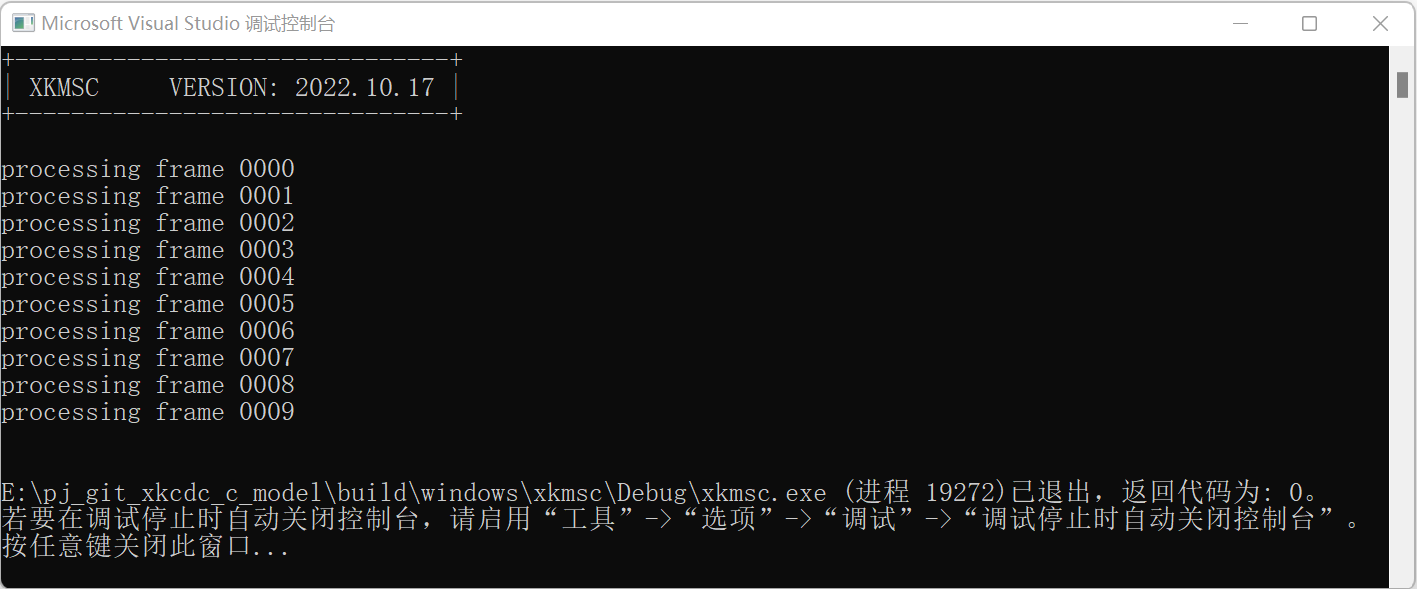 Microsoft Visual Studio 调试控制台
+-------------------------------+
| XKMSC     VERSION: 2022.10.17 |
+-------------------------------+
processing frame 0000
processing frame 0001
processing frame 0002
processing frame 0003
processing frame 0004
processing frame 0005
processing frame 0006
processing frame 0007
processing frame 0008
processing frame 0009
E:\pj_git_xkcdc_c_model\build\windows\xkmsc\Debug\xkmsc.exe (进程 19272)已退出，返回代码为: 0。
若要在调试停止时自动关闭控制台，请启用“工具”->“选项”->“调试”->“调试停止时自动关闭控制台”。
按任意键关闭此窗口...